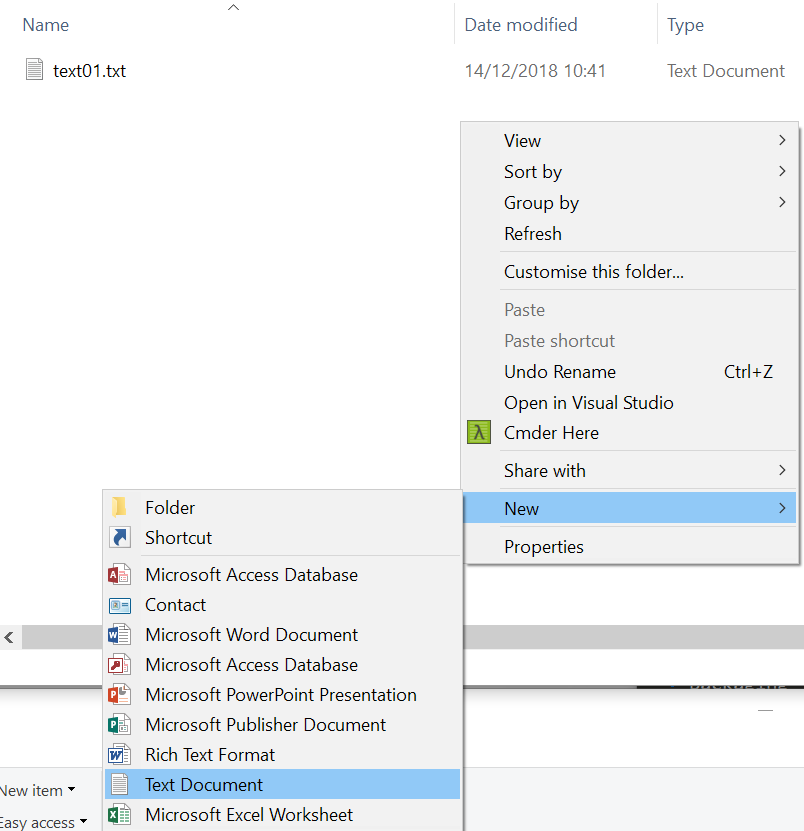 Name Date modified Type
text01.txt 14/12/2018 10:41 Text Document
View
Sort by
Group by
Refresh
Customise this folder...
Paste
Paste shortcut
Undo Rename Ctrl+Z
Open in Visual Studio
Cmder Here
Share with
New
Properties
Folder
Shortcut
Microsoft Access Database
Contact
Microsoft Word Document
Microsoft Access Database
Microsoft PowerPoint Presentation
Microsoft Publisher Document
Rich Text Format
Text Document
Microsoft Excel Worksheet
New item
Easy access